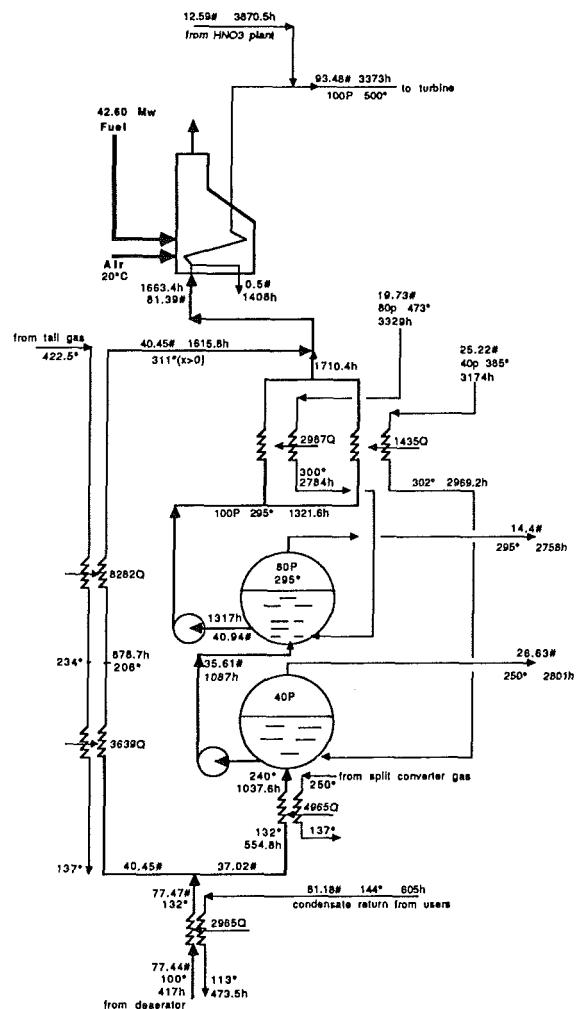 12.59# 3870.5h
from HNO3 plant
93.48# 3373h
to turbine
100P 500°
42.60 Mw
Fuel
Air
20°C
1663.4h
81.39#
0.5#
1408h
19.73#
80p 473°
3329h
from tail gas
422.5°
40.45# 1615.8h
311°(x>0)
1710.4h
25.22#
40p 385°
3174h
2987Q
1435Q
300°
2784h
302° 2969.2h
100P 295° 1321.6h
14.4#
295° 2758h
80P
295°
8282Q
1317h
40.94#
35.61#
1087h
26.63#
250° 2801h
234°
878.7h
206°
40P
3639Q
240°
1037.6h
from split converter gas
250°
4965Q
132°
554.8h
137°
137°
40.45# 37.02#
77.47#
132°
81.18# 144° 605h
condensate return from users
2965Q
77.44#
100°
417h
113°
473.5h
from deaerator